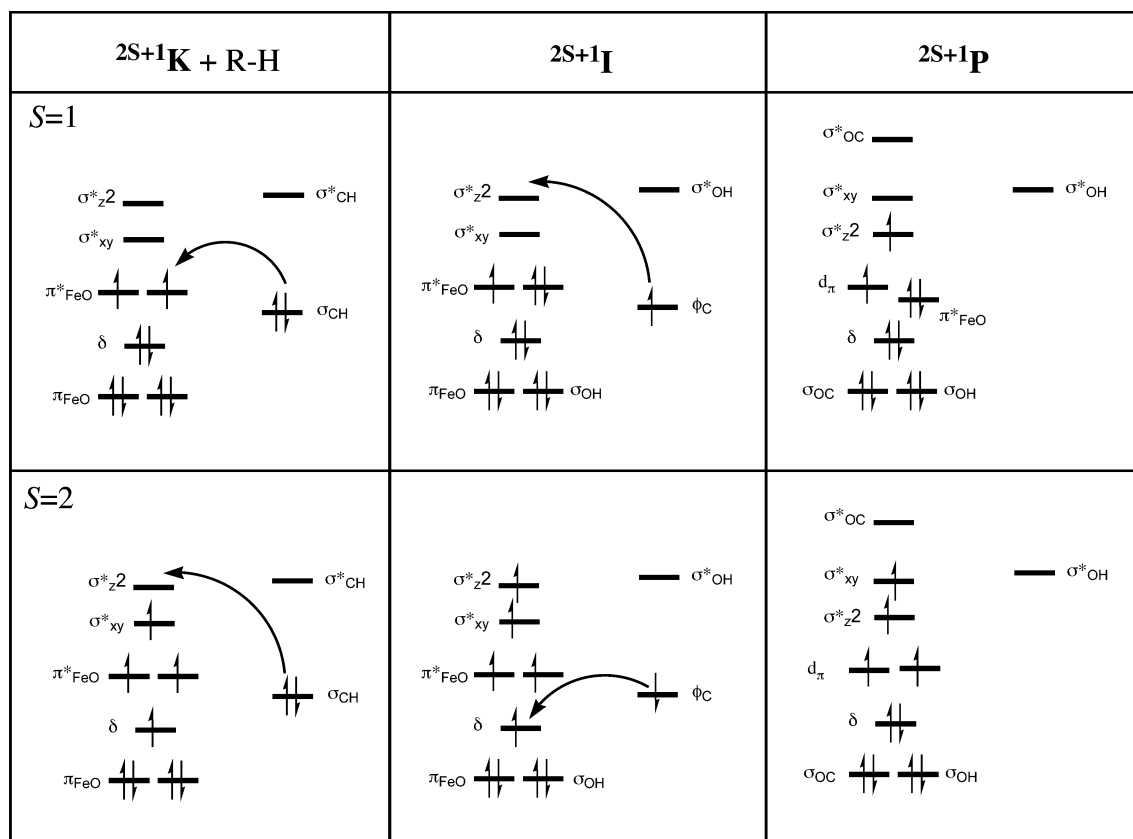 ²ˢ⁺¹K + R-H
²ˢ⁺¹I
²ˢ⁺¹P
S=1
σ*z2
σ*CH
σ*xy
π*FeO
σCH
δ
πFeO
σ*z2
σ*OH
σ*xy
π*FeO
ϕC
δ
πFeO
σOH
σ*OC
σ*xy
σ*OH
σ*z2
dπ
π*FeO
δ
σOC
σOH
S=2
σ*z2
σ*CH
σ*xy
π*FeO
σCH
δ
πFeO
σ*z2
σ*OH
σ*xy
π*FeO
ϕC
δ
πFeO
σOH
σ*OC
σ*xy
σ*OH
σ*z2
dπ
δ
σOC
σOH